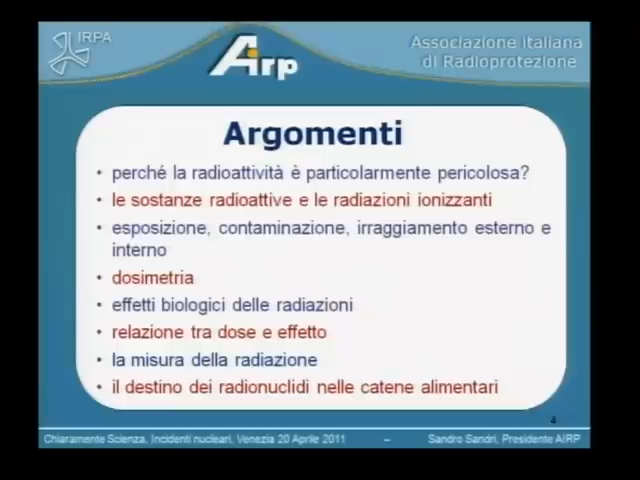 IRPA
Airp
Associazione Italiana
di Radioprotezione
Argomenti
• perché la radioattività è particolarmente pericolosa?
• le sostanze radioattive e le radiazioni ionizzanti
• esposizione, contaminazione, irraggiamento esterno e
interno
• dosimetria
• effetti biologici delle radiazioni
• relazione tra dose e effetto
• la misura della radiazione
• il destino dei radionuclidi nelle catene alimentari
4
Chiaramente Scienza, Incidenti nucleari, Venezia 20 Aprile 2011 – Sandro Sandri, Presidente AIRP